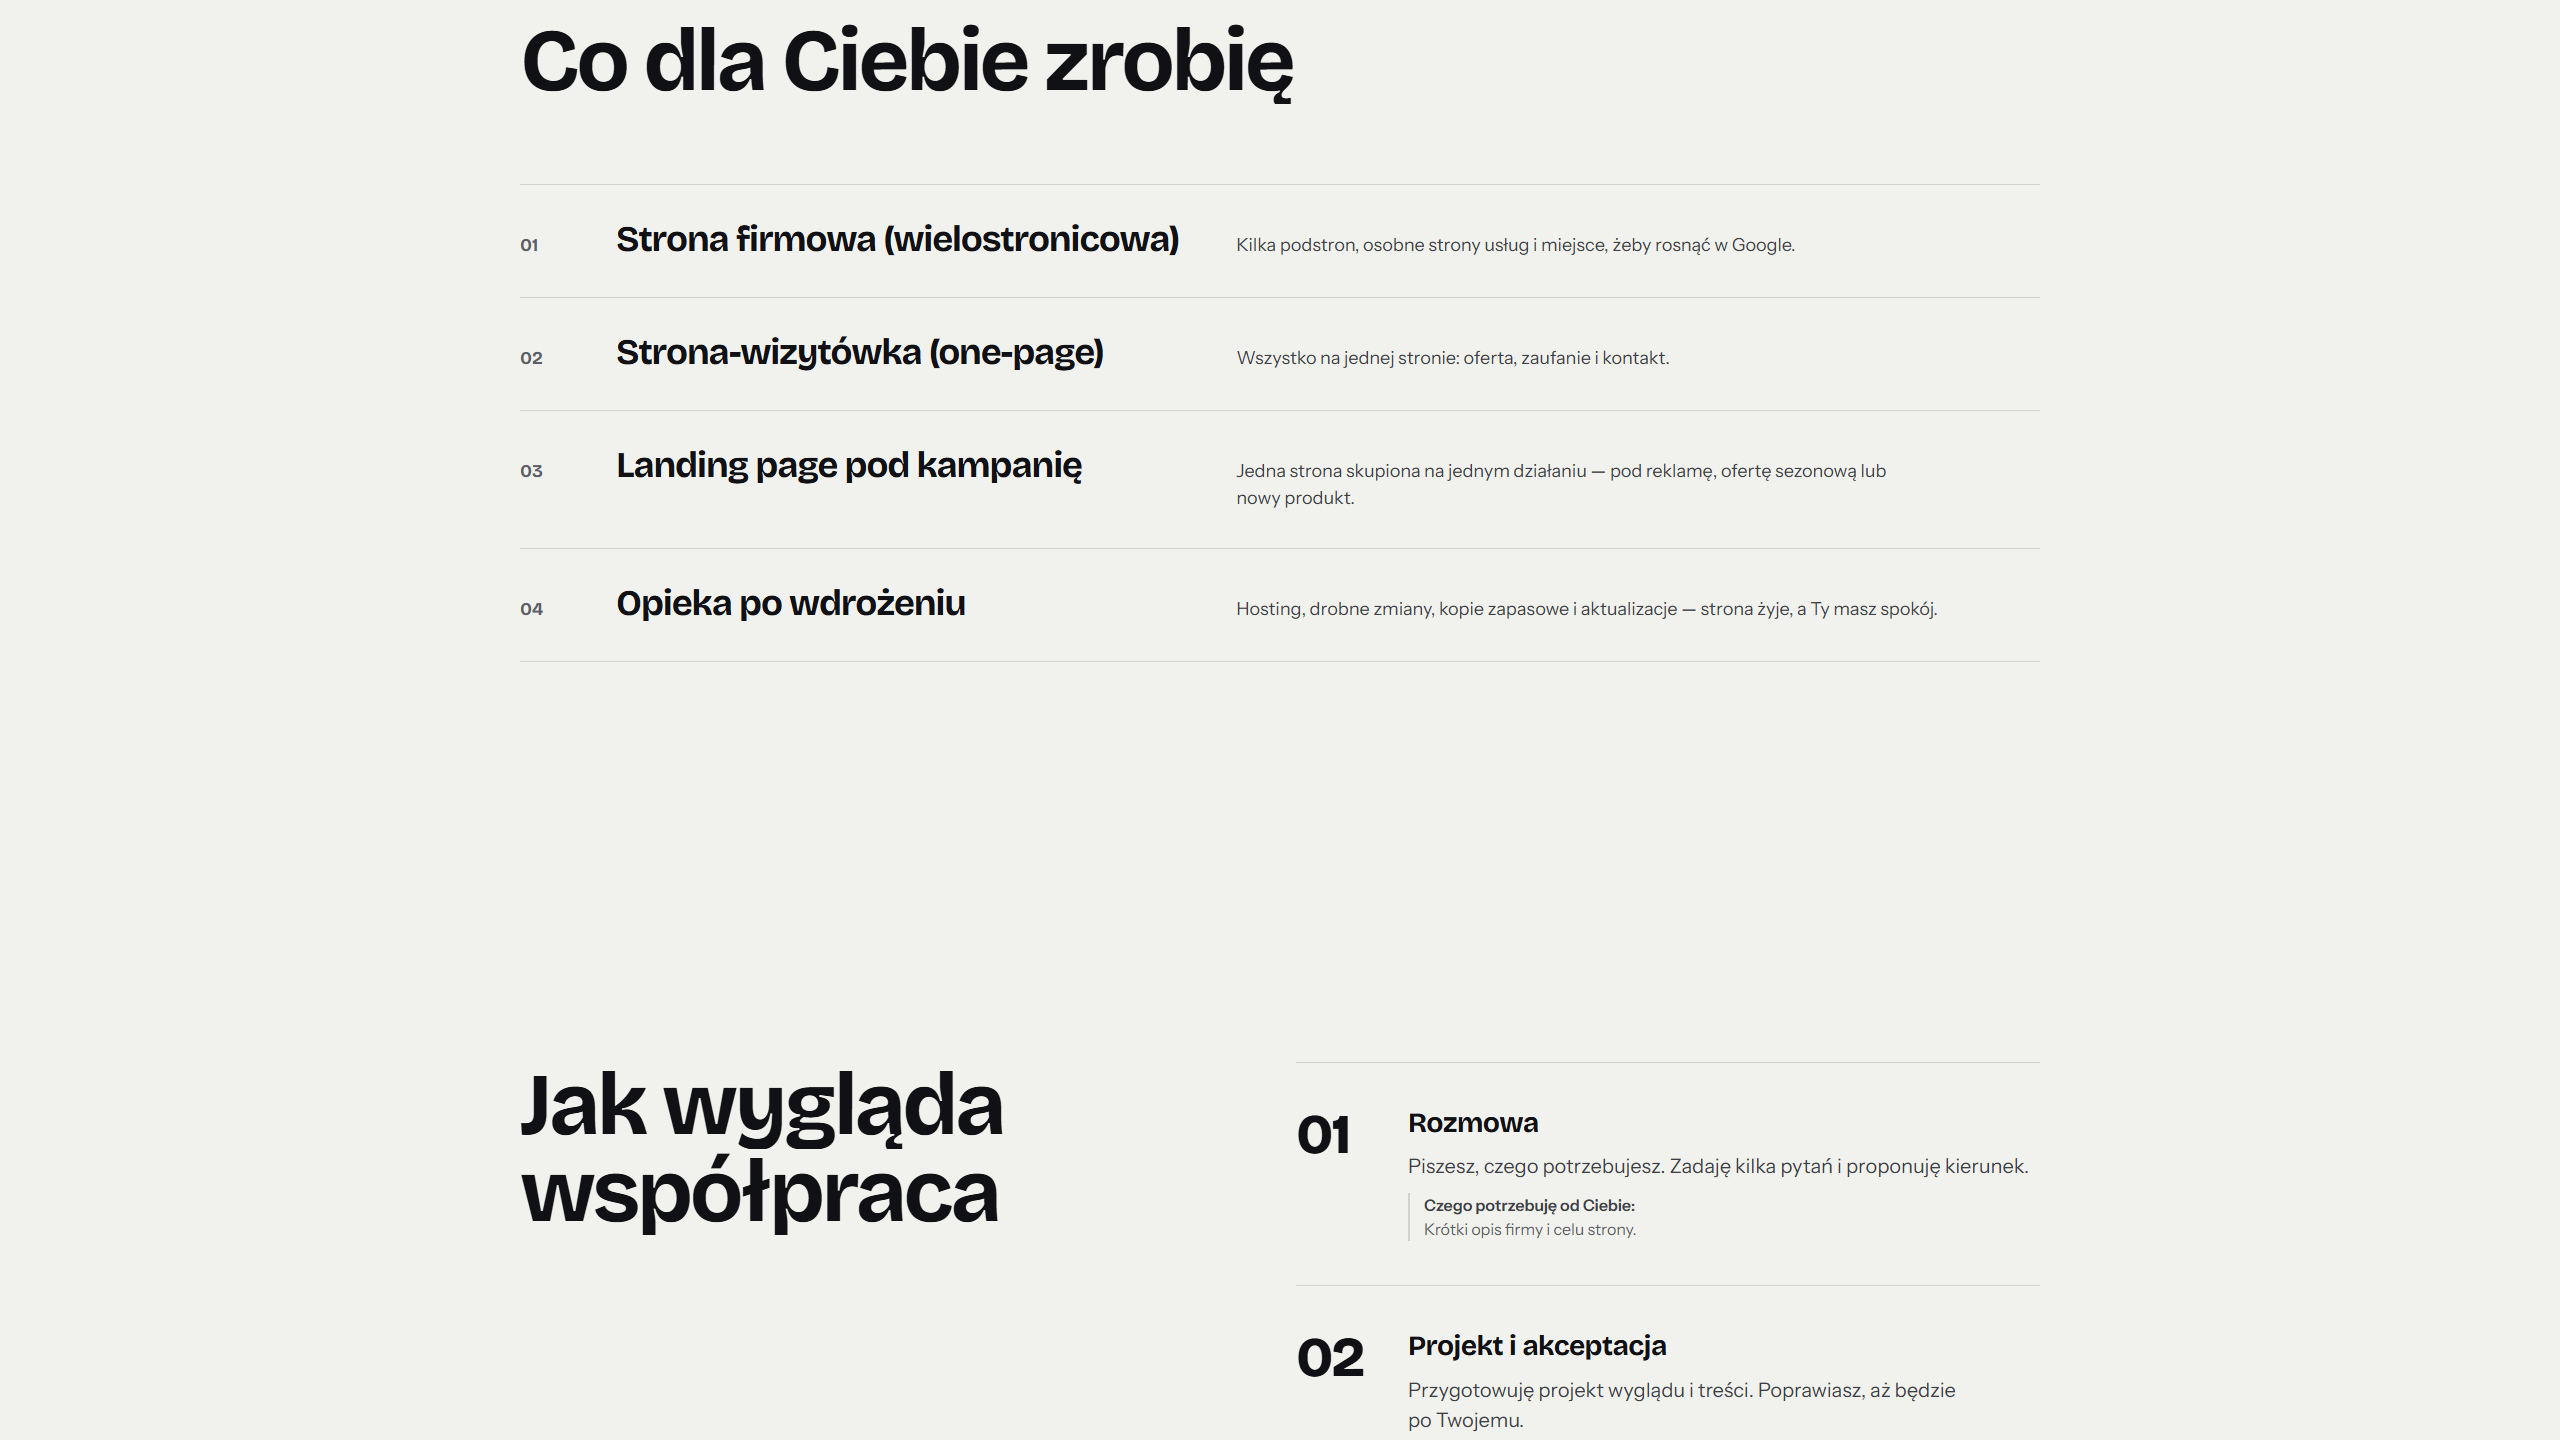 Co dla Ciebie zrobię
01
Strona firmowa (wielostronicowa)
Kilka podstron, osobne strony usług i miejsce, żeby rosnąć w Google.
02
Strona-wizytówka (one-page)
Wszystko na jednej stronie: oferta, zaufanie i kontakt.
03
Landing page pod kampanię
Jedna strona skupiona na jednym działaniu — pod reklamę, ofertę sezonową lub
nowy produkt.
04
Opieka po wdrożeniu
Hosting, drobne zmiany, kopie zapasowe i aktualizacje — strona żyje, a Ty masz spokój.
Jak wygląda
współpraca
01
Rozmowa
Piszesz, czego potrzebujesz. Zadaję kilka pytań i proponuję kierunek.
Czego potrzebuję od Ciebie:
Krótki opis firmy i celu strony.
02
Projekt i akceptacja
Przygotowuję projekt wyglądu i treści. Poprawiasz, aż będzie
po Twojemu.